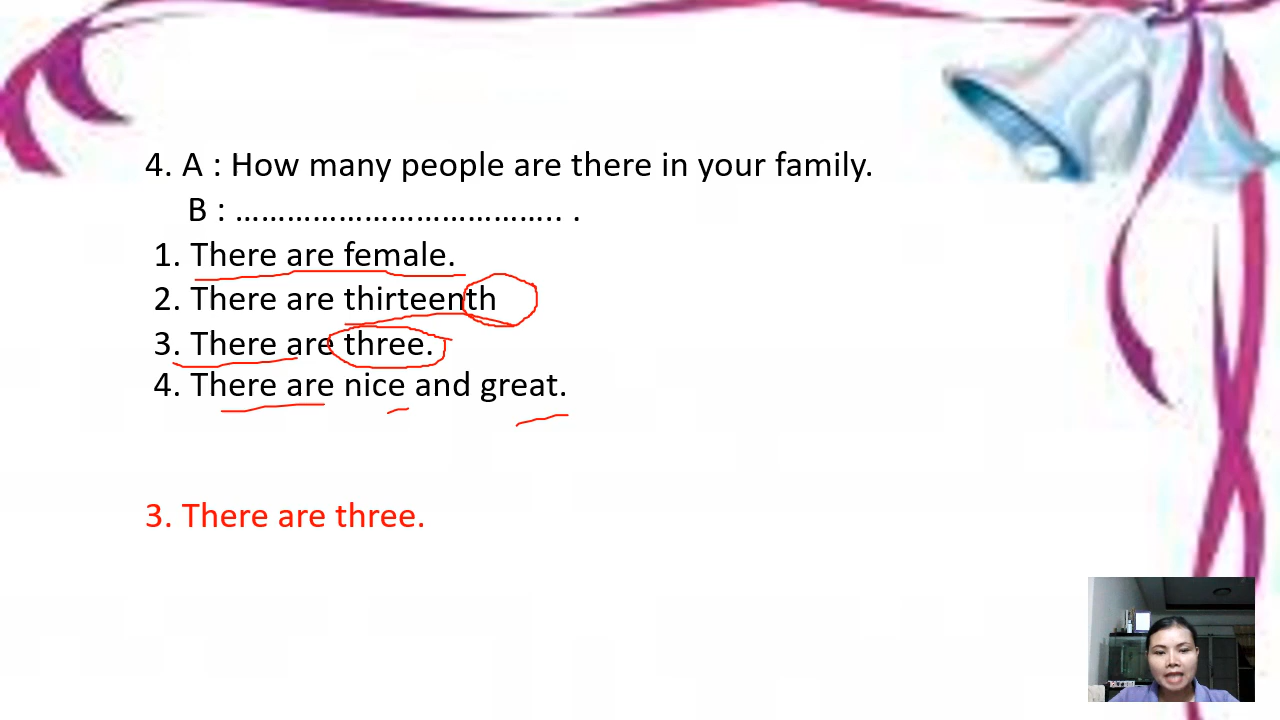 4. A : How many people are there in your family.
B : ……………………………….. .
1. There are female.
2. There are thirteenth
3. There are three.
4. There are nice and great.
3. There are three.